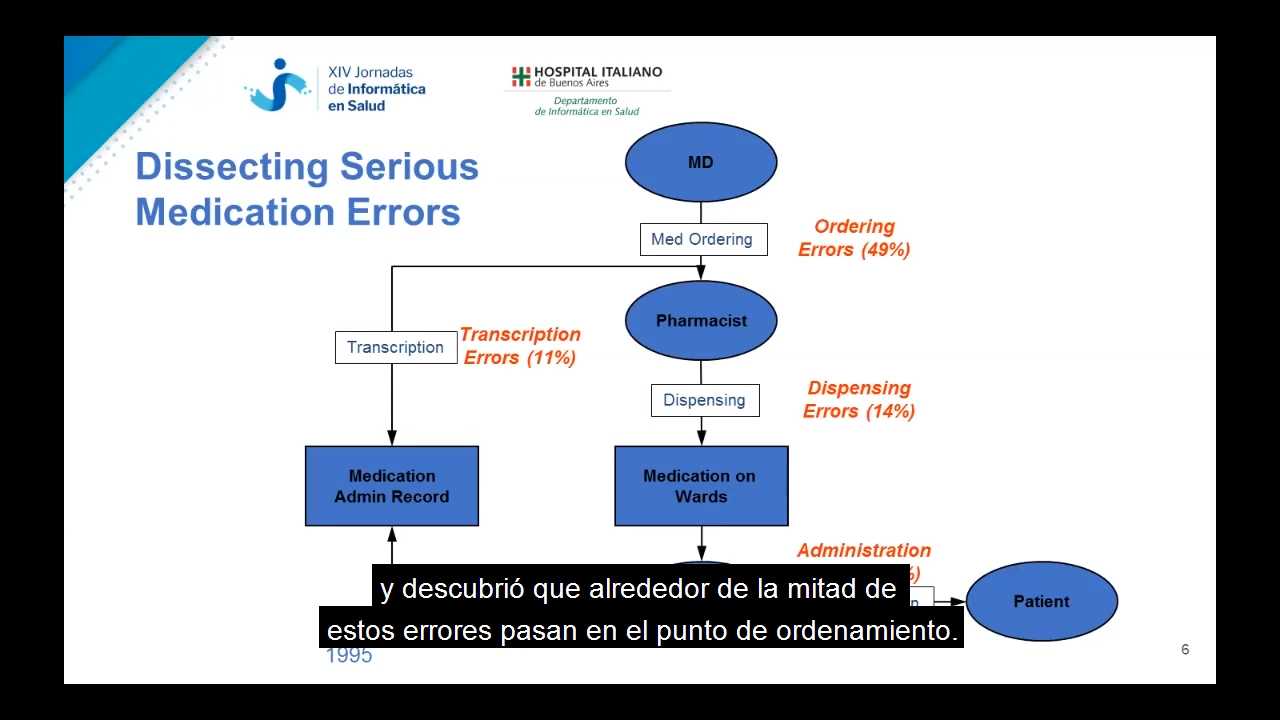 XIV Jornadas
de Informática
en Salud
HOSPITAL ITALIANO
de Buenos Aires
Departamento
de Informática en Salud
Dissecting Serious
Medication Errors
MD
Med Ordering
Ordering
Errors (49%)
Pharmacist
Transcription
Transcription
Errors (11%)
Dispensing
Dispensing
Errors (14%)
Medication
Admin Record
Medication on
Wards
Administration
Patient
y descubrió que alrededor de la mitad de
estos errores pasan en el punto de ordenamiento.
1995
6